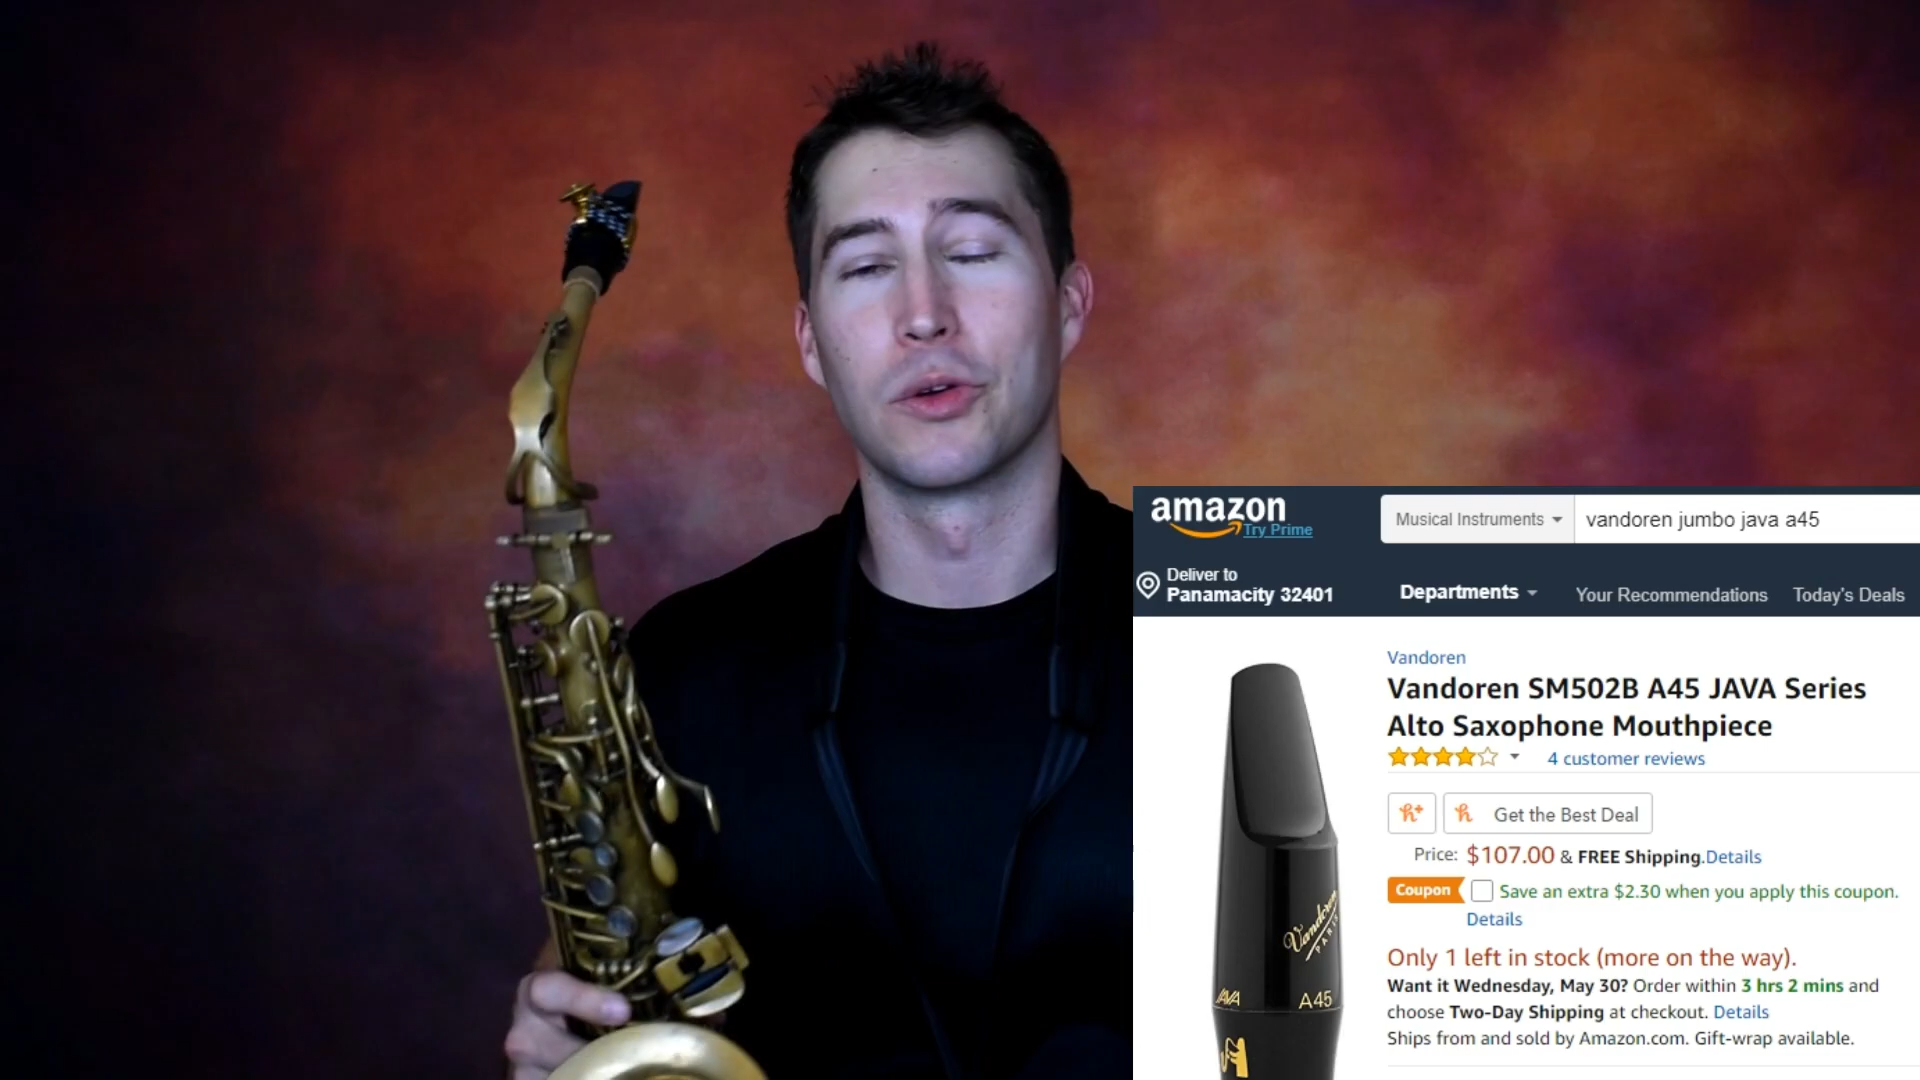 amazon
Try Prime
Musical Instruments
vandoren jumbo java a45
Deliver to
Panamacity 32401
Departments
Your Recommendations
Today's Deals
Vandoren
Vandoren SM502B A45 JAVA Series
Alto Saxophone Mouthpiece
4 customer reviews
Get the Best Deal
Price: $107.00 & FREE Shipping.Details
Coupon Save an extra $2.30 when you apply this coupon.
Details
Only 1 left in stock (more on the way).
Want it Wednesday, May 30? Order within 3 hrs 2 mins and
choose Two-Day Shipping at checkout. Details
Ships from and sold by Amazon.com. Gift-wrap available.
Vandoren
PARIS
JAVA A45